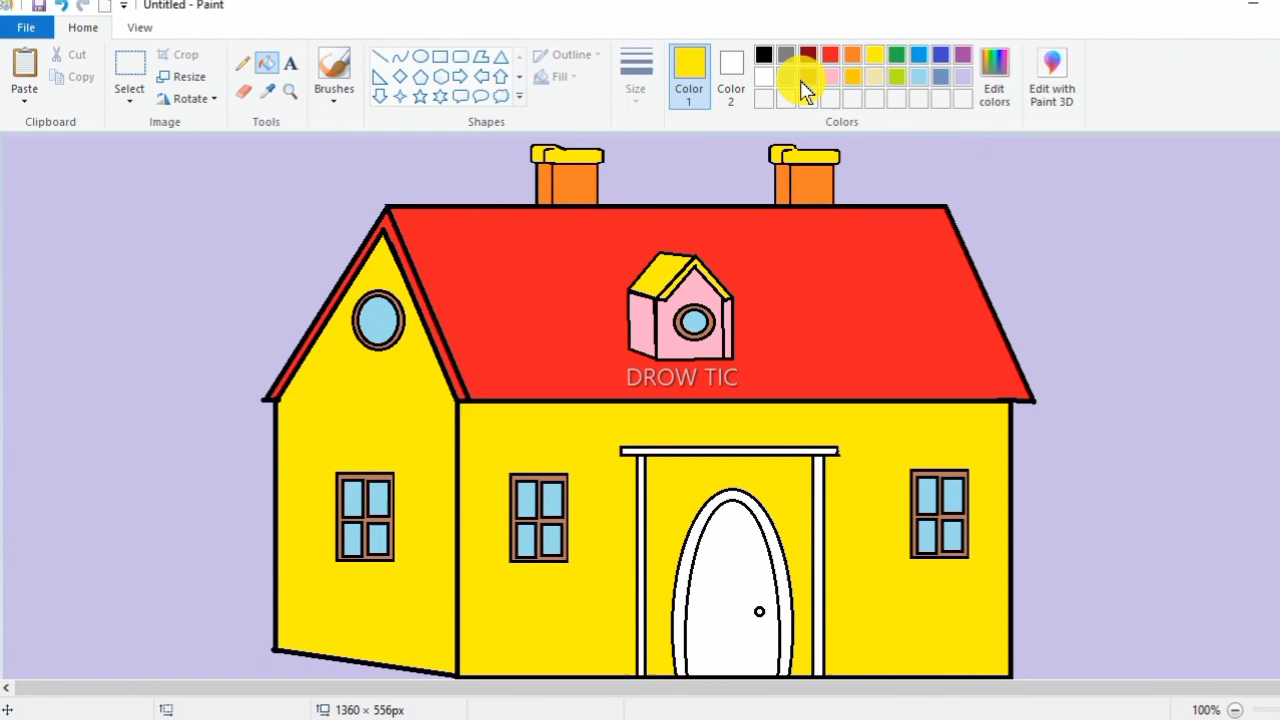 Untitled - Paint
File Home View
Paste Cut Copy Clipboard
Select Crop Resize Rotate Image
A Tools
Brushes
Outline Fill Shapes
Size
Color 1 Color 2 Edit colors Edit with Paint 3D Colors
DROW TIC
1360 × 556px 100%